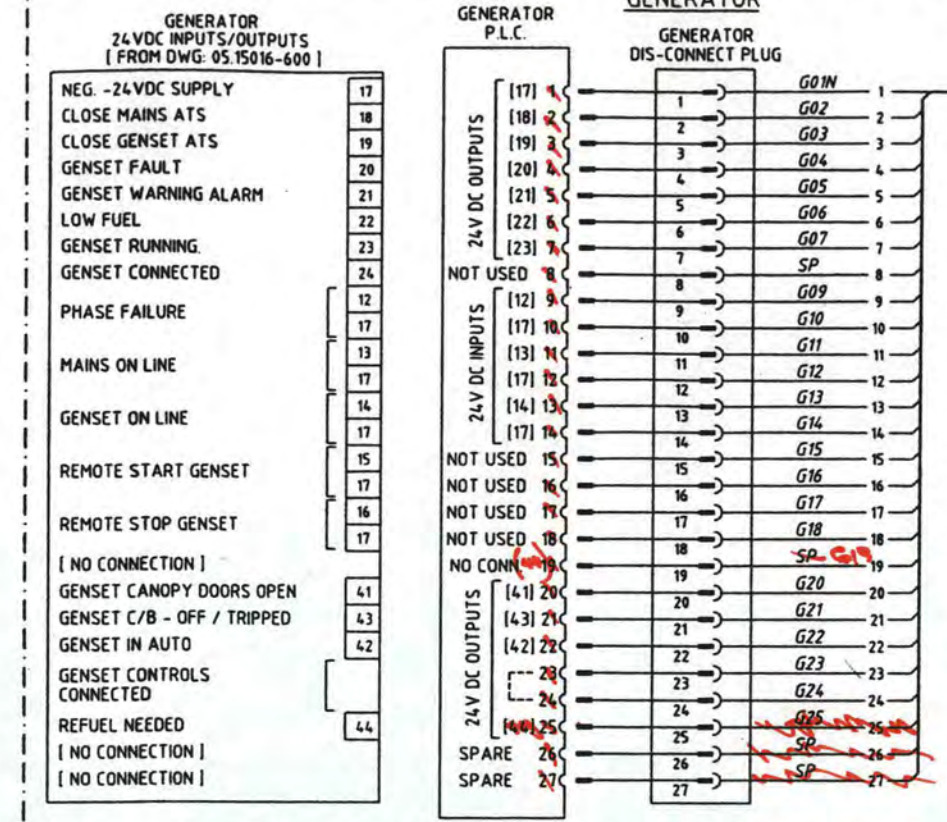 GENERATOR
24VDC INPUTS/OUTPUTS
[ FROM DWG: 05.15016-600 ]
NEG. -24VDC SUPPLY 17
CLOSE MAINS ATS 18
CLOSE GENSET ATS 19
GENSET FAULT 20
GENSET WARNING ALARM 21
LOW FUEL 22
GENSET RUNNING. 23
GENSET CONNECTED 24
PHASE FAILURE 12
17
MAINS ON LINE 13
17
GENSET ON LINE 14
17
REMOTE START GENSET 15
17
REMOTE STOP GENSET 16
17
[ NO CONNECTION ]
GENSET CANOPY DOORS OPEN 41
GENSET C/B - OFF / TRIPPED 43
GENSET IN AUTO 42
GENSET CONTROLS
CONNECTED
REFUEL NEEDED 44
[ NO CONNECTION ]
[ NO CONNECTION ]
GENERATOR
P.L.C.
GENERATOR
GENERATOR
DIS-CONNECT PLUG
24V DC OUTPUTS
24V DC INPUTS
24V DC OUTPUTS
[17] 1 1 G01N 1
[18] 2 2 G02 2
[19] 3 3 G03 3
[20] 4 4 G04 4
[21] 5 5 G05 5
[22] 6 6 G06 6
[23] 7 7 G07 7
NOT USED 8 8 SP 8
[12] 9 9 G09 9
[17] 10 10 G10 10
[13] 11 11 G11 11
[17] 12 12 G12 12
[14] 13 13 G13 13
[17] 14 14 G14 14
NOT USED 15 15 G15 15
NOT USED 16 16 G16 16
NOT USED 17 17 G17 17
NOT USED 18 18 G18 18
NO CONN. 19 19 SP G19 19
[41] 20 20 G20 20
[43] 21 21 G21 21
[42] 22 22 G22 22
23 23 G23 23
24 24 G24 24
[44] 25 25 G25 25
SPARE 26 26 SP 26
SPARE 27 27 SP 27